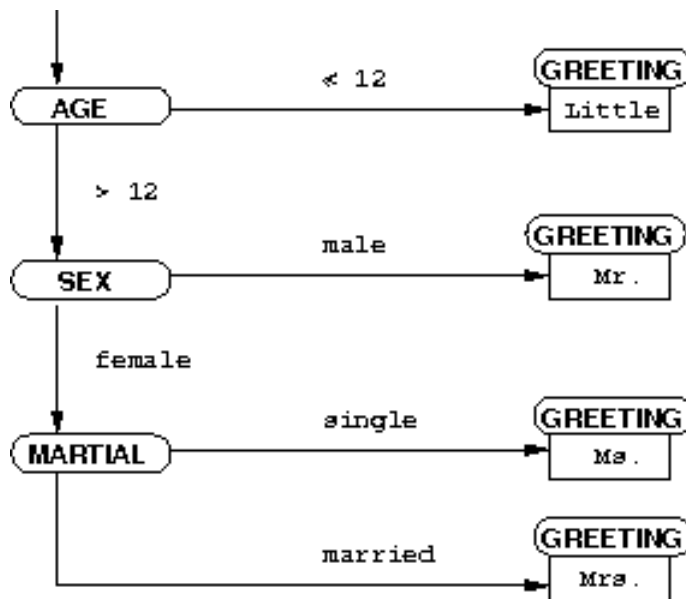 < 12
GREETING
AGE
Little
> 12
male
GREETING
SEX
Mr.
female
single
GREETING
MARTIAL
Ms.
married
GREETING
Mrs.